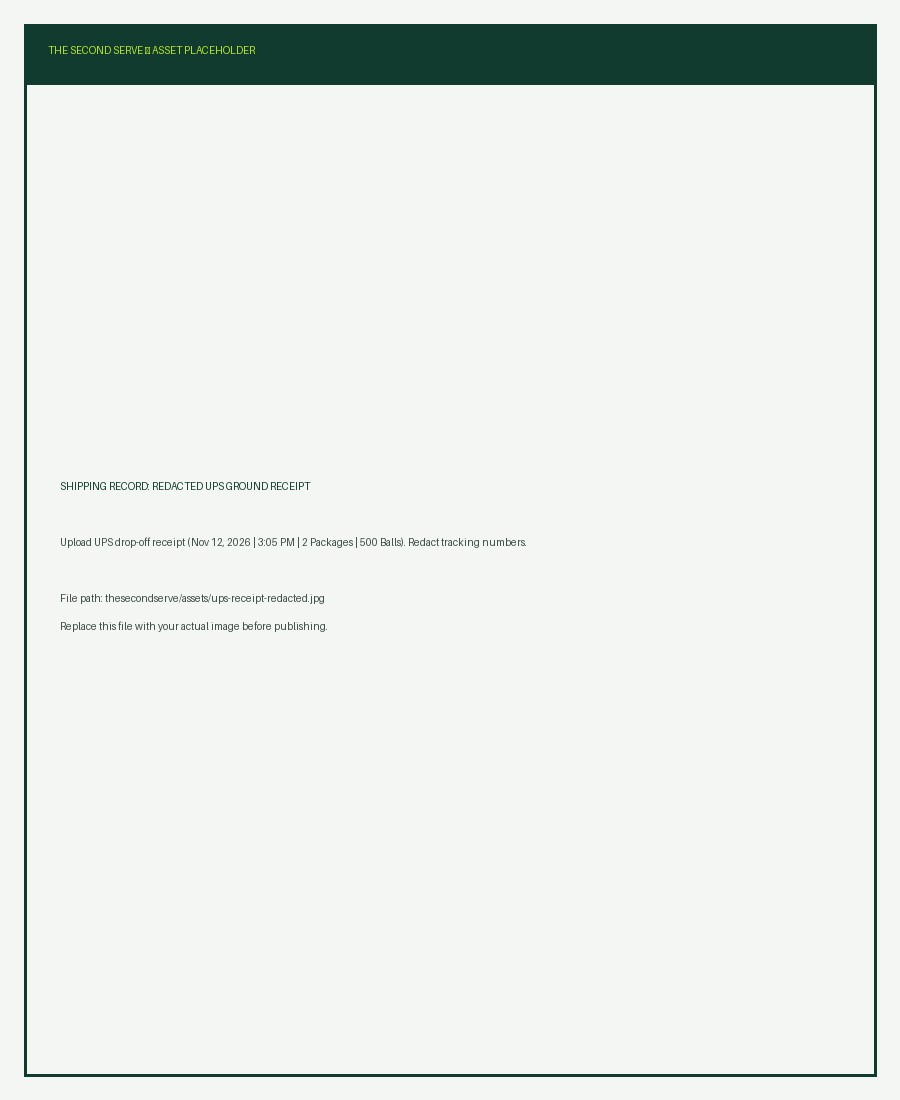 THE SECOND SERVE ASSET PLACEHOLDER
SHIPPING RECORD: REDACTED UPS GROUND RECEIPT
Upload UPS drop-off receipt (Nov 12, 2026 | 3:05 PM | 2 Packages | 500 Balls). Redact tracking numbers.
File path: thesecondserve/assets/ups-receipt-redacted.jpg
Replace this file with your actual image before publishing.